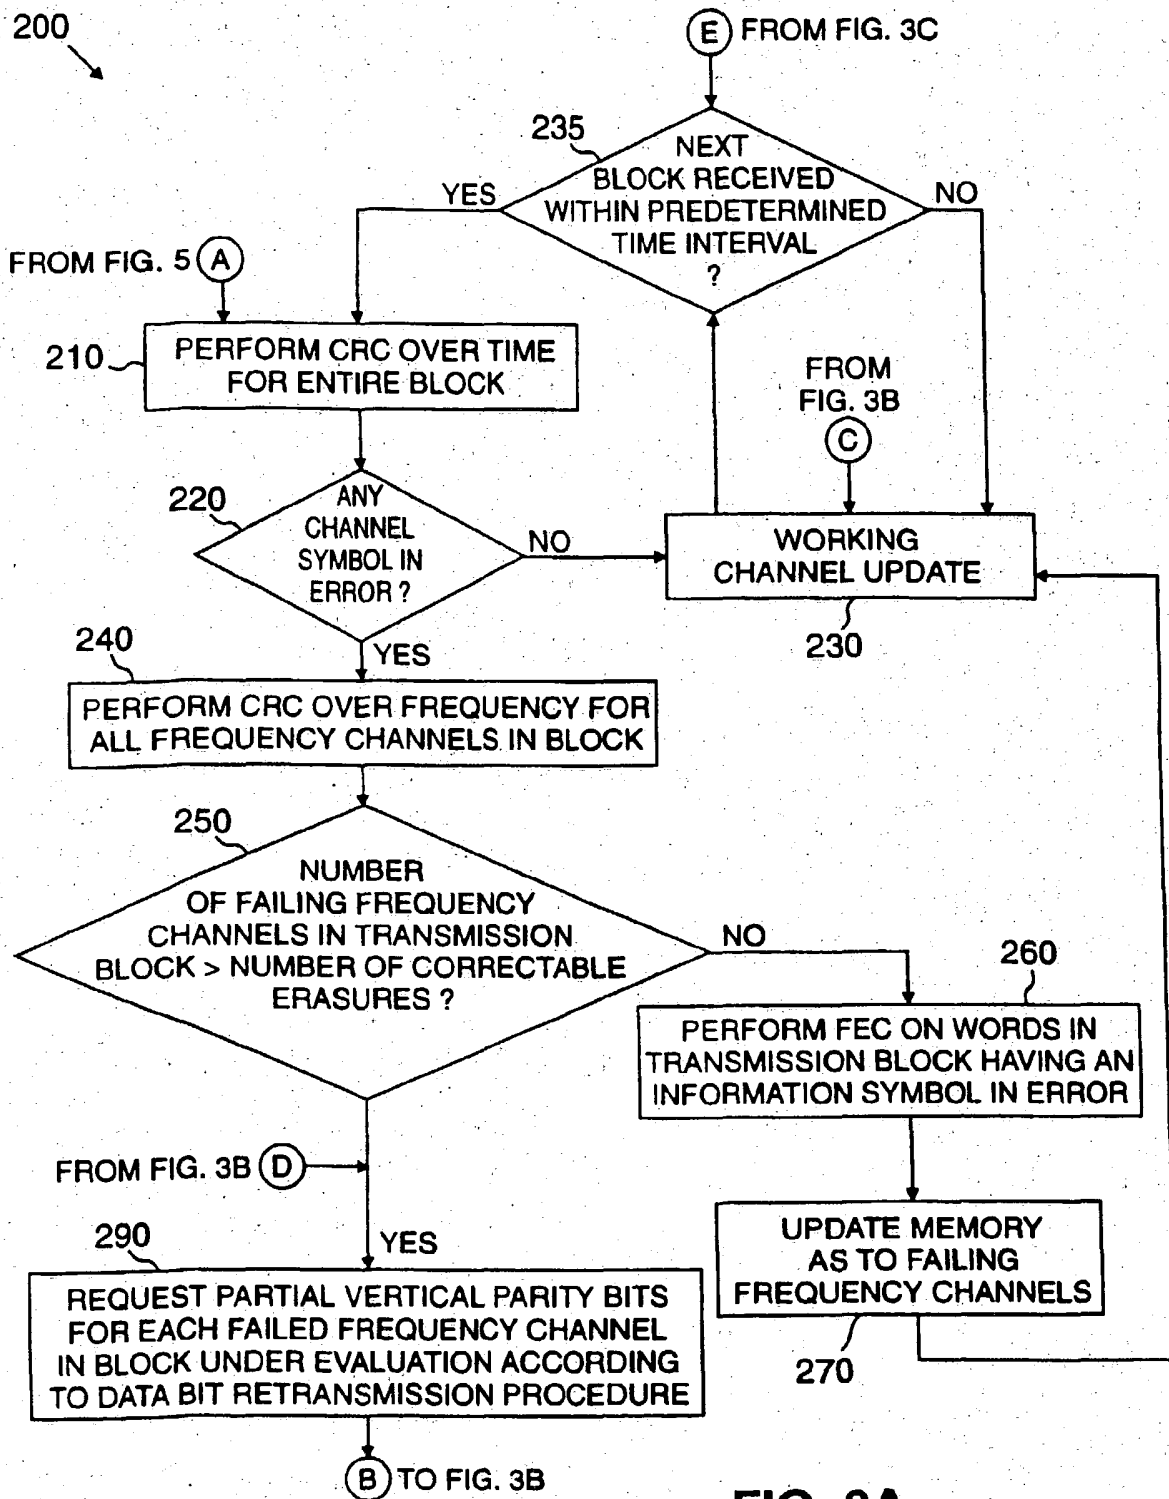 200
E FROM FIG. 3C
235
NEXT
BLOCK RECEIVED
WITHIN PREDETERMINED
TIME INTERVAL
?
YES
NO
FROM FIG. 5 A
210
PERFORM CRC OVER TIME
FOR ENTIRE BLOCK
FROM
FIG. 3B
C
220
ANY
CHANNEL
SYMBOL IN
ERROR ?
NO
WORKING
CHANNEL UPDATE
230
YES
240
PERFORM CRC OVER FREQUENCY FOR
ALL FREQUENCY CHANNELS IN BLOCK
250
NUMBER
OF FAILING FREQUENCY
CHANNELS IN TRANSMISSION
BLOCK > NUMBER OF CORRECTABLE
ERASURES ?
NO
260
PERFORM FEC ON WORDS IN
TRANSMISSION BLOCK HAVING AN
INFORMATION SYMBOL IN ERROR
FROM FIG. 3B D
YES
UPDATE MEMORY
AS TO FAILING
FREQUENCY CHANNELS
270
290
REQUEST PARTIAL VERTICAL PARITY BITS
FOR EACH FAILED FREQUENCY CHANNEL
IN BLOCK UNDER EVALUATION ACCORDING
TO DATA BIT RETRANSMISSION PROCEDURE
B TO FIG. 3B